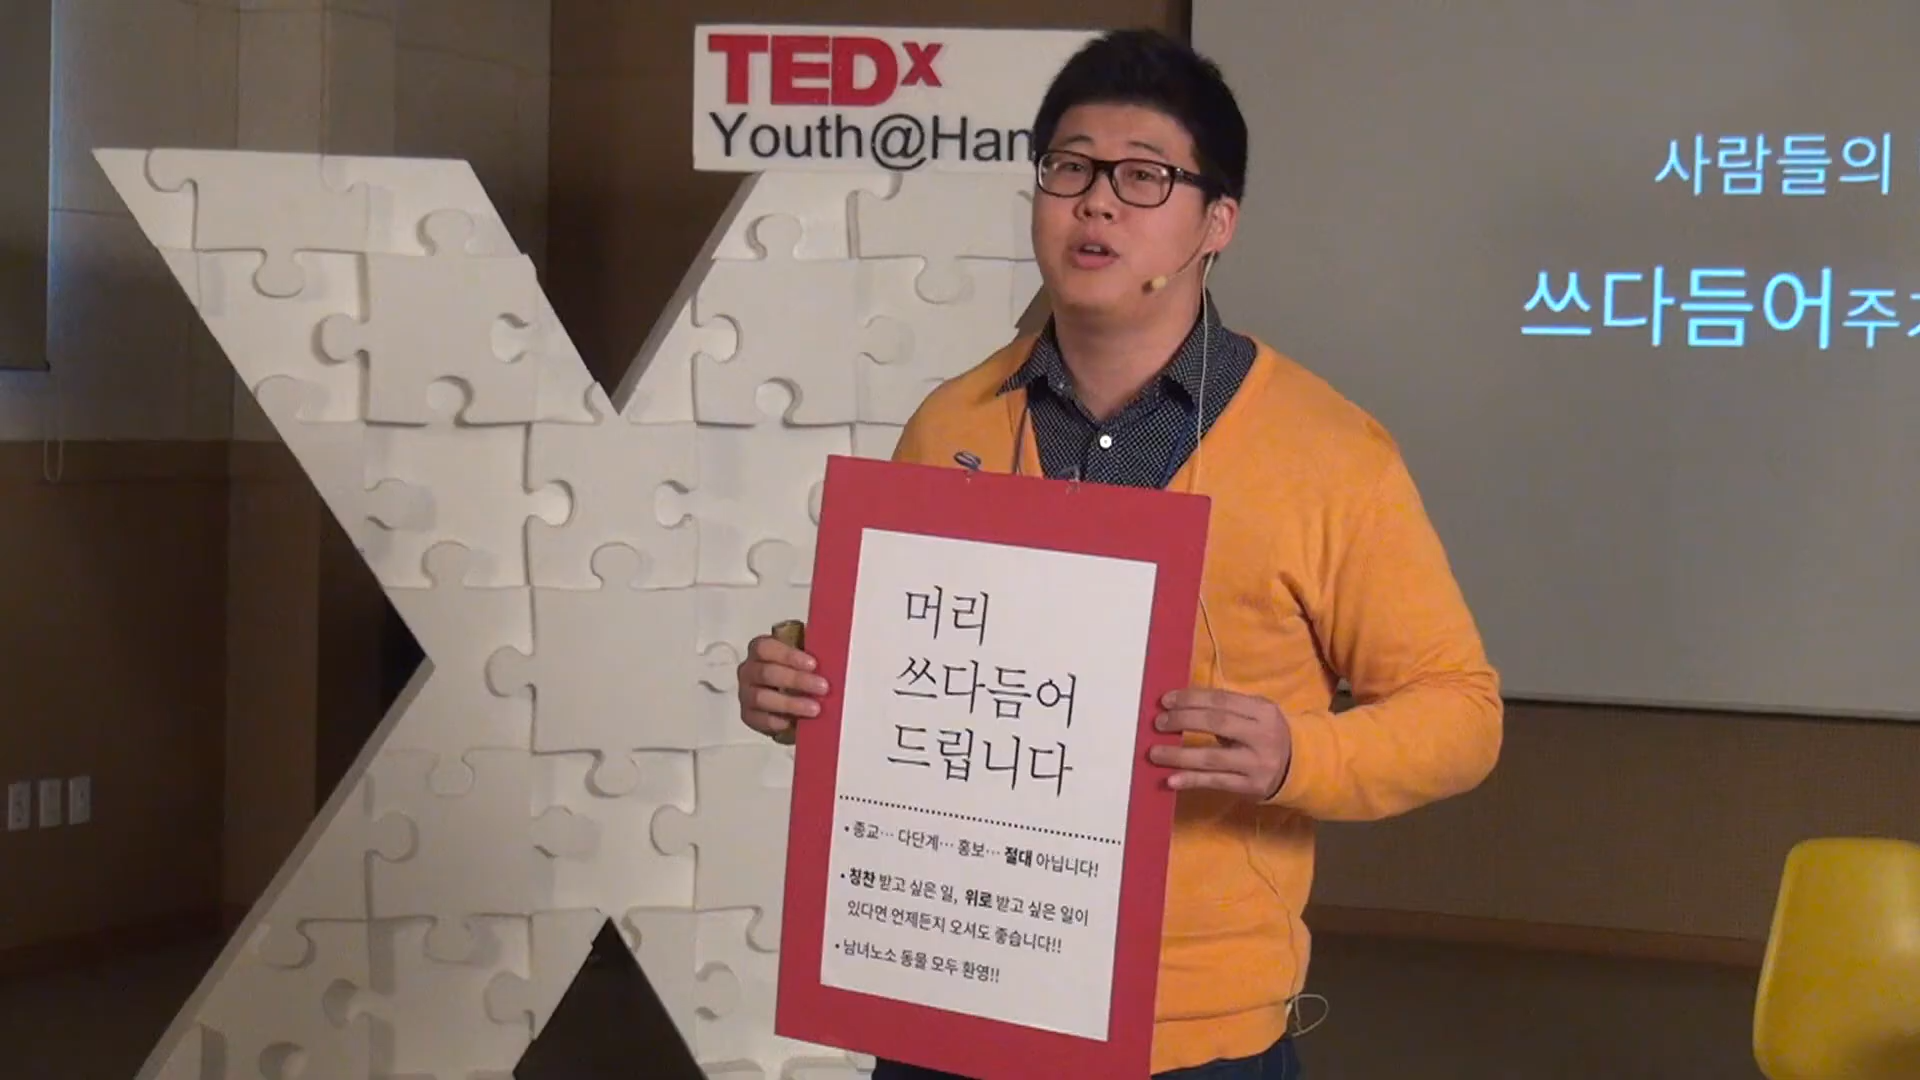 TEDx
Youth@Han
사람들의
쓰다듬어주
머리
쓰다듬어
드립니다
• 종교… 다단계… 홍보… 절대 아닙니다!
• 칭찬 받고 싶은 일, 위로 받고 싶은 일이
있다면 언제든지 오셔도 좋습니다!!
• 남녀노소 동물 모두 환영!!